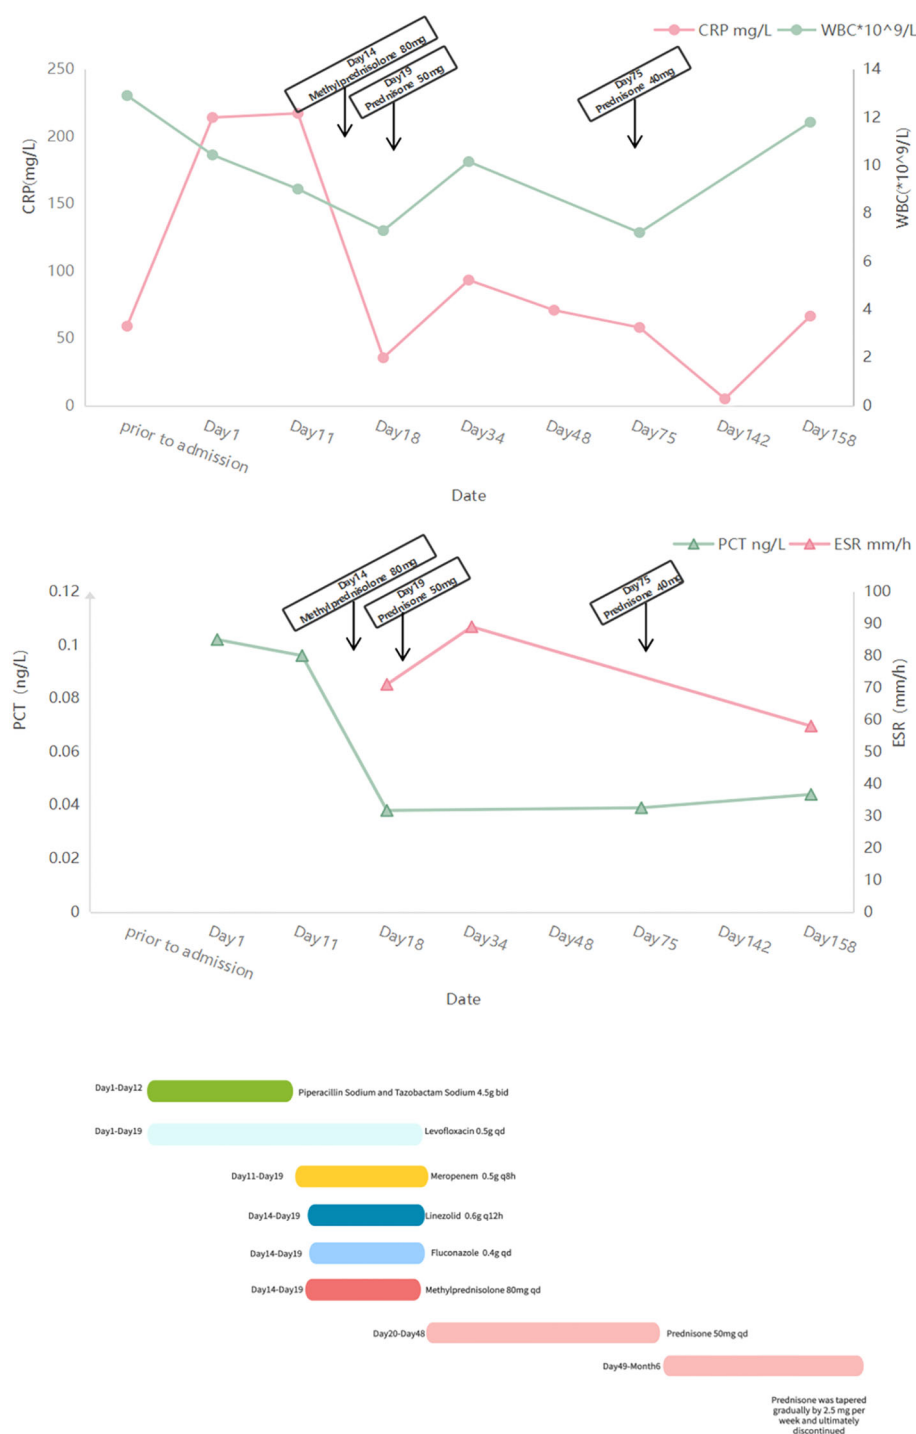 CRP mg/L
WBC*10^9/L
Day14
Methylprednisolone 80mg
Day19
Prednisone 50mg
Day75
Prednisone 40mg
250
200
150
100
50
0
CRP(mg/L)
14
12
10
8
6
4
2
0
WBC(*10^9/L)
prior to admission
Day1
Day11
Day18
Day34
Day48
Day75
Day142
Day158
Date
PCT ng/L
ESR mm/h
Day14
Methylprednisolone 80mg
Day19
Prednisone 50mg
Day75
Prednisone 40mg
0.12
0.1
0.08
0.06
0.04
0.02
0
PCT (ng/L)
100
90
80
70
60
50
40
30
20
10
0
ESR (mm/h)
prior to admission
Day1
Day11
Day18
Day34
Day48
Day75
Day142
Day158
Date
Day1-Day12 Piperacillin Sodium and Tazobactam Sodium 4.5g bid
Day1-Day19 Levofloxacin 0.5g qd
Day11-Day19 Meropenem 0.5g q8h
Day14-Day19 Linezolid 0.6g q12h
Day14-Day19 Fluconazole 0.4g qd
Day14-Day19 Methylprednisolone 80mg qd
Day20-Day48 Prednisone 50mg qd
Day49-Month6
Prednisone was tapered
gradually by 2.5 mg per
week and ultimately
discontinued